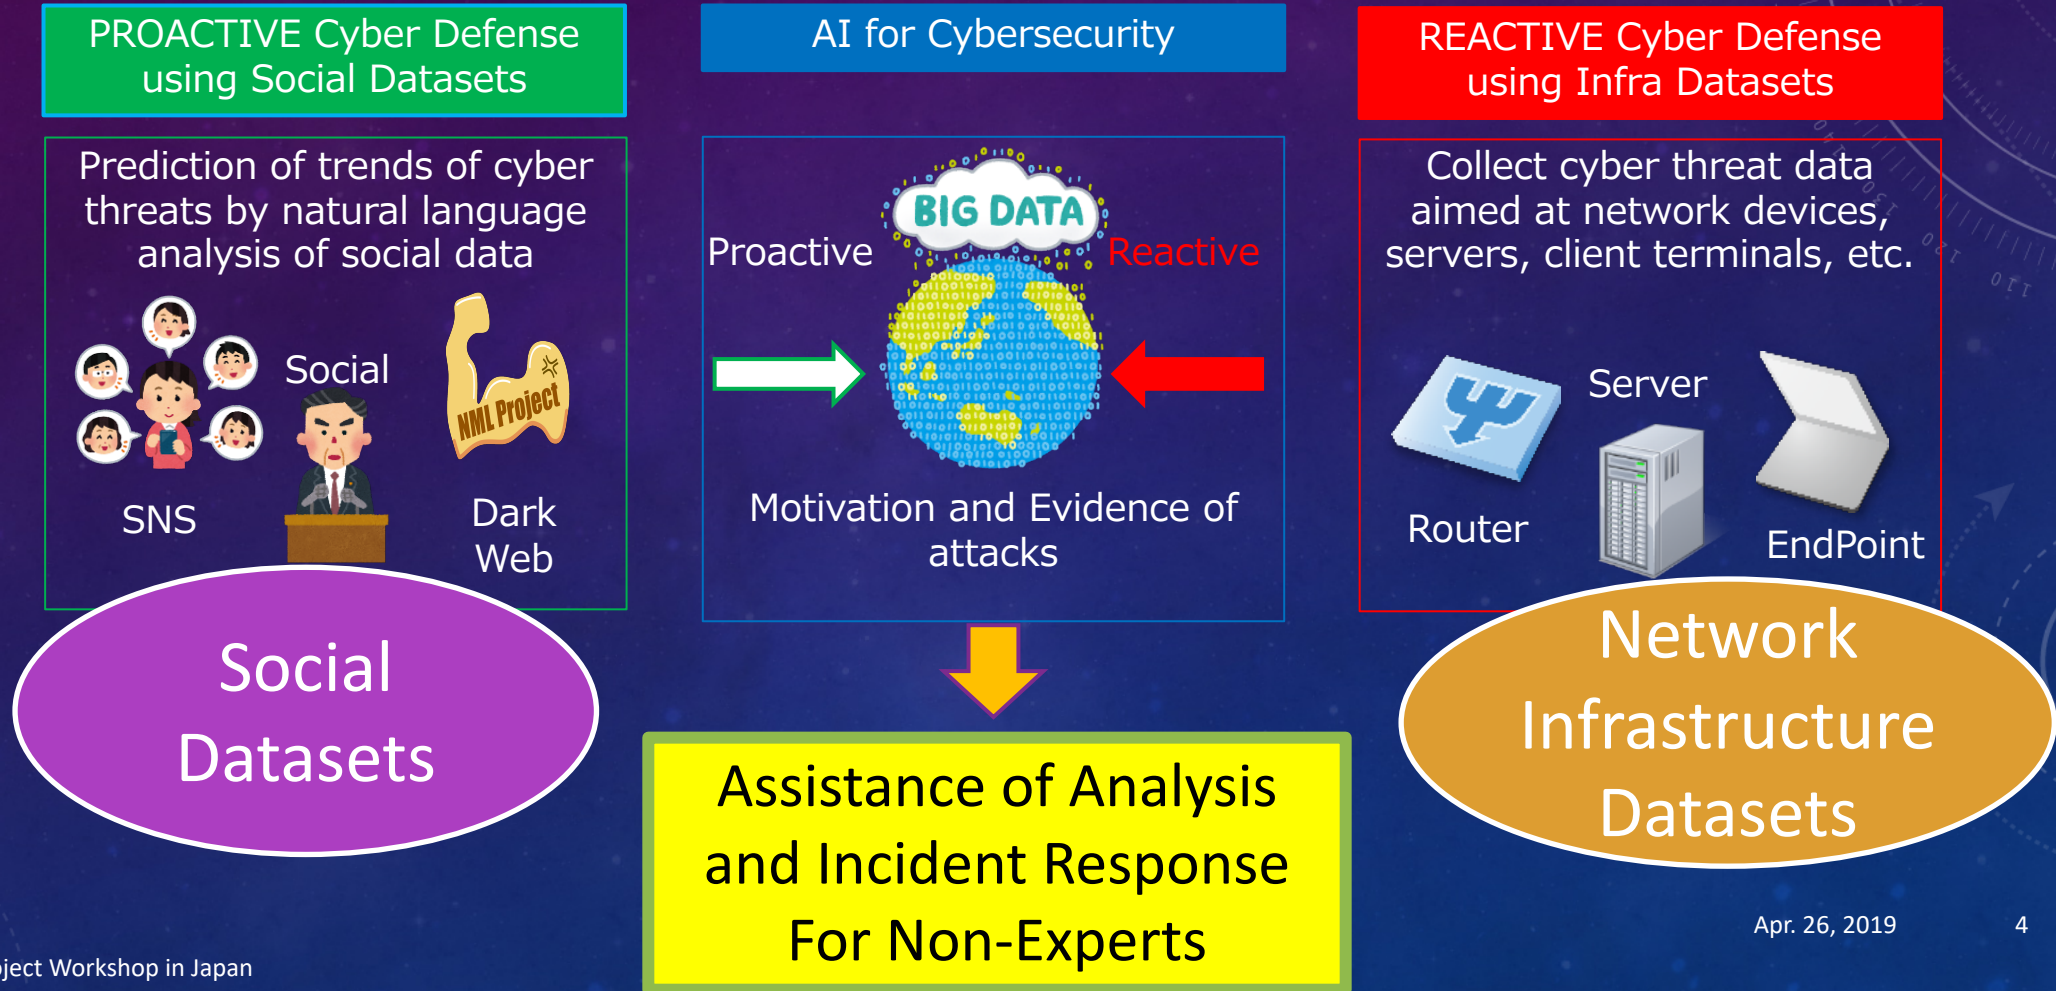 PROACTIVE Cyber Defense
using Social Datasets
Prediction of trends of cyber
threats by natural language
analysis of social data
Social
NML Project
SNS
Dark
Web
Social
Datasets
AI for Cybersecurity
BIG DATA
Proactive
Reactive
Motivation and Evidence of
attacks
Assistance of Analysis
and Incident Response
For Non-Experts
REACTIVE Cyber Defense
using Infra Datasets
Collect cyber threat data
aimed at network devices,
servers, client terminals, etc.
Server
Router
EndPoint
Network
Infrastructure
Datasets
140
130
120
110
Apr. 26, 2019
4
ject Workshop in Japan